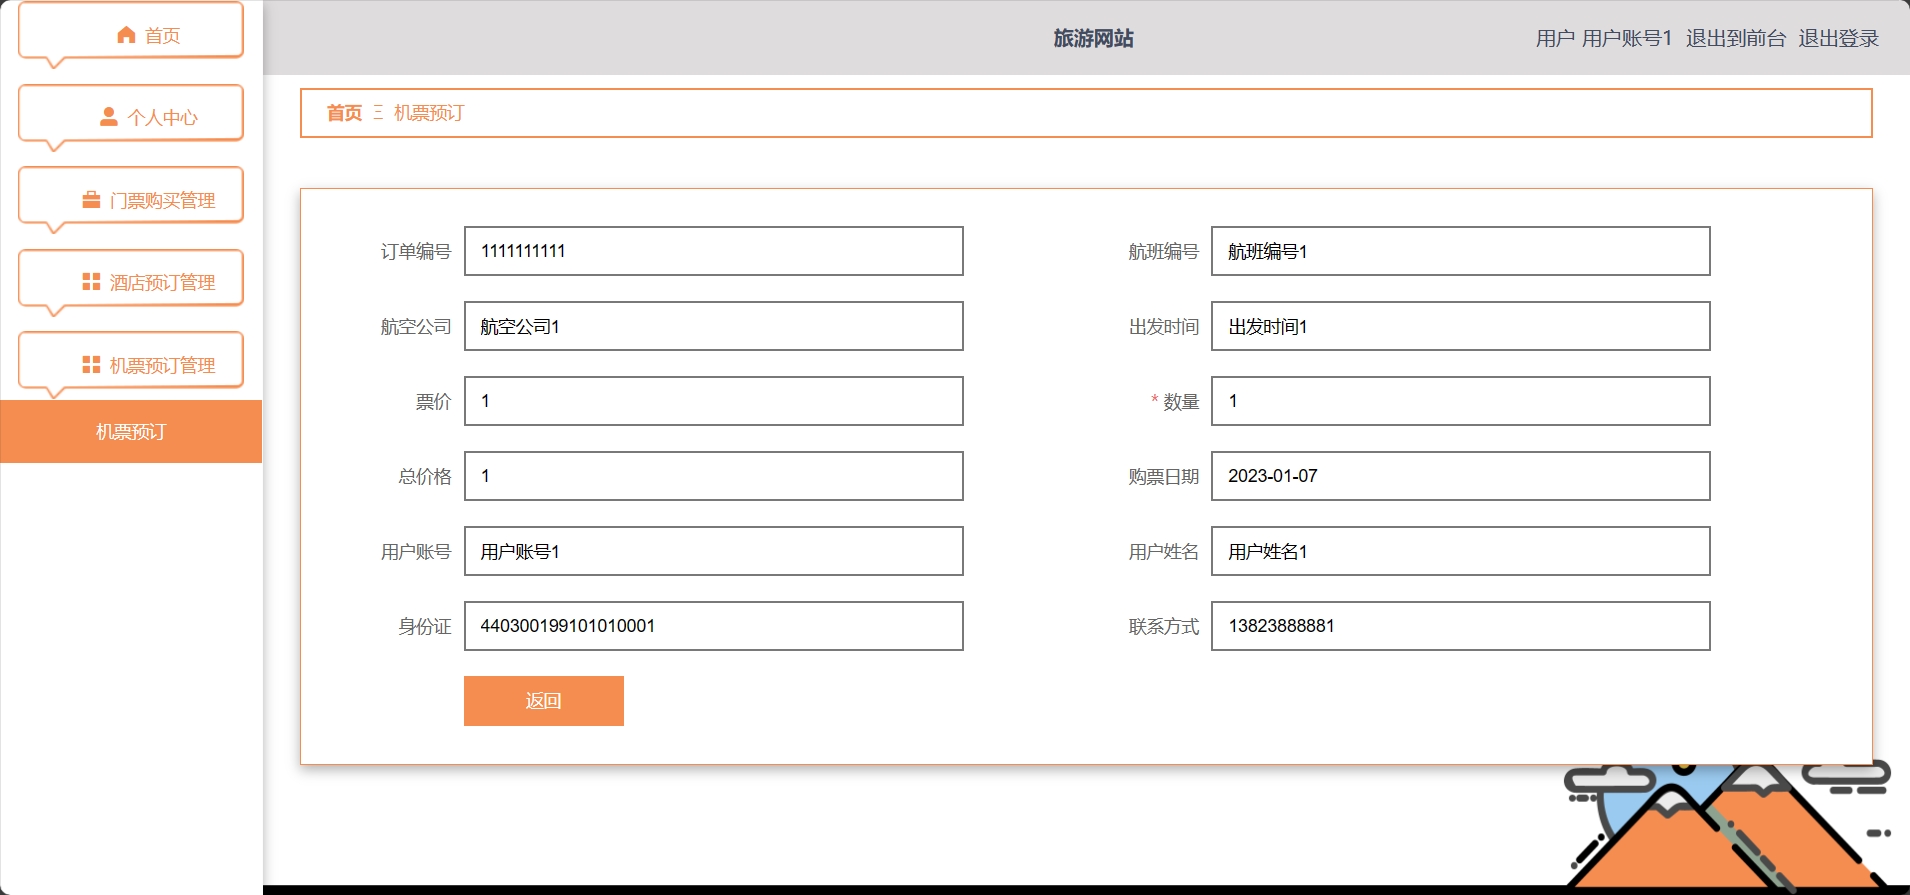 首页
个人中心
门票购买管理
酒店预订管理
机票预订管理
机票预订
旅游网站
用户 用户账号1 退出到前台 退出登录
首页 Ξ 机票预订
订单编号 1111111111 航班编号 航班编号1
航空公司 航空公司1 出发时间 出发时间1
票价 1 * 数量 1
总价格 1 购票日期 2023-01-07
用户账号 用户账号1 用户姓名 用户姓名1
身份证 440300199101010001 联系方式 13823888881
返回